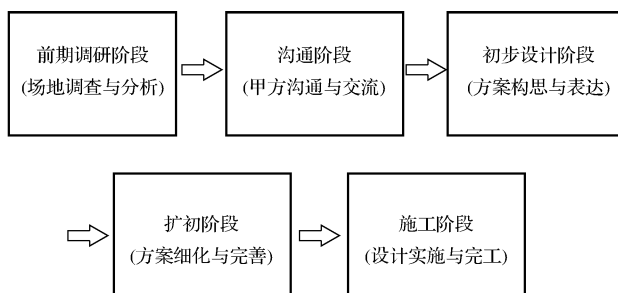 前期调研阶段
(场地调查与分析)
沟通阶段
(甲方沟通与交流)
初步设计阶段
(方案构思与表达)
扩初阶段
(方案细化与完善)
施工阶段
(设计实施与完工)